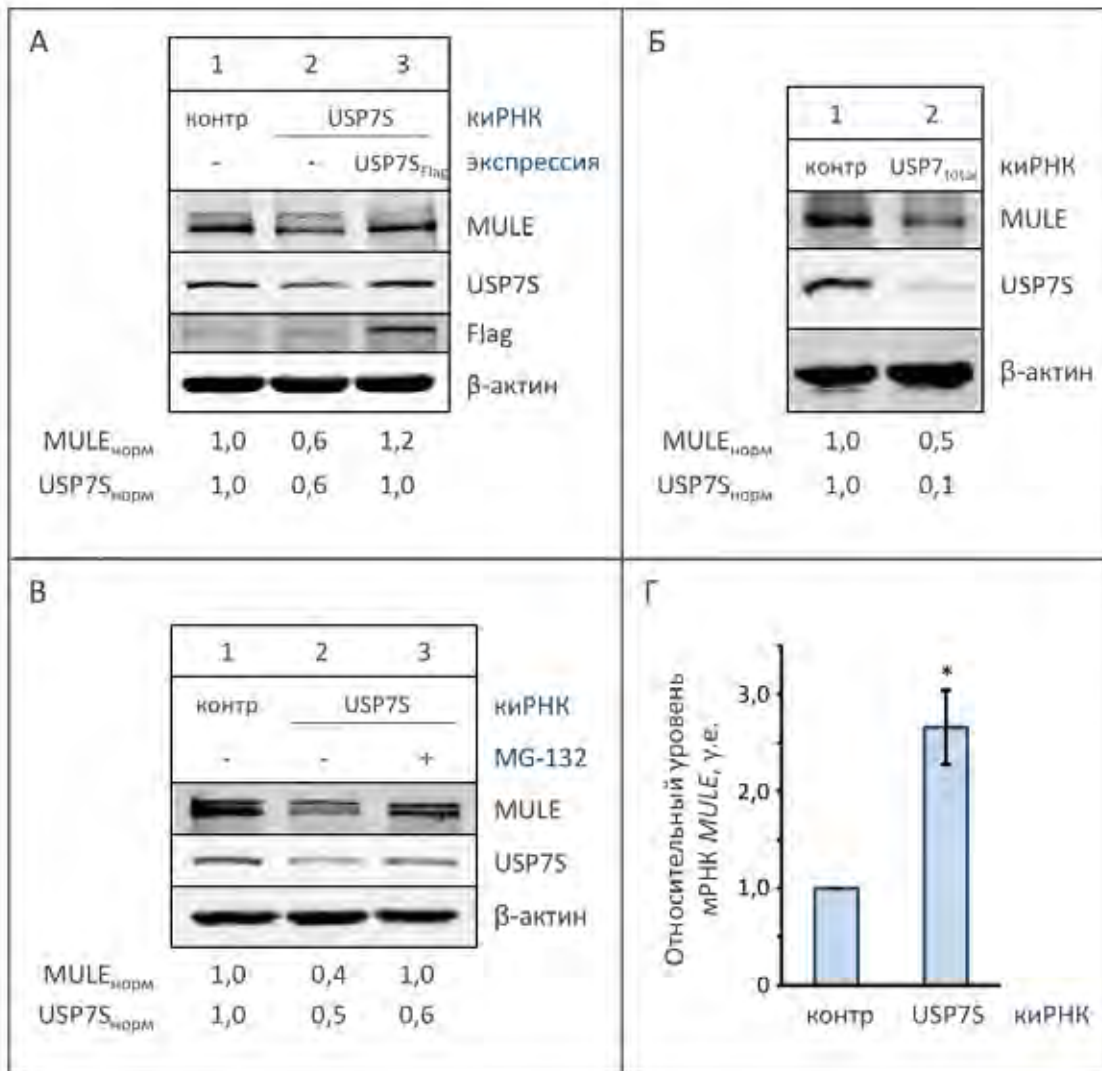 А
1 2 3
контр USP7S киРНК
- - USP7S Flag экспрессия
MULE
USP7S
Flag
β-актин
MULEнорм 1,0 0,6 1,2
USP7Sнорм 1,0 0,6 1,0
Б
1 2
контр USP7total киРНК
MULE
USP7S
β-актин
MULEнорм 1,0 0,5
USP7Sнорм 1,0 0,1
В
1 2 3
контр USP7S киРНК
- - + MG-132
MULE
USP7S
β-актин
MULEнорм 1,0 0,4 1,0
USP7Sнорм 1,0 0,5 0,6
Г
Относительный уровень
мРНК MULE, у.е.
3,0
2,0
1,0
0
*
контр USP7S киРНК